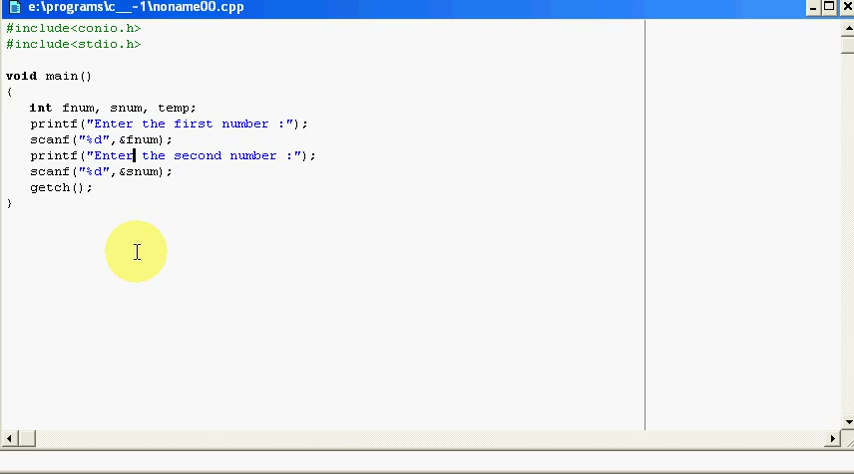 e:\programs\c__-1\noname00.cpp
#include<conio.h>
#include<stdio.h>
void main()
{
int fnum, snum, temp;
printf("Enter the first number :");
scanf("%d",&fnum);
printf("Enter the second number :");
scanf("%d",&snum);
getch();
}